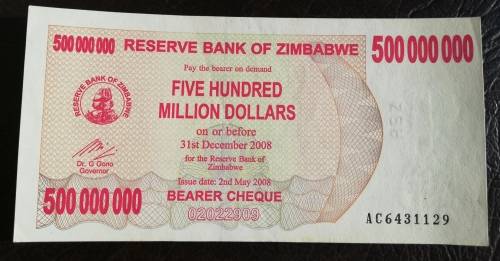 500 000 000 RESERVE BANK OF ZIMBABWE 500 000 000
Pay the bearer on demand
RESERVE BANK OF ZIMBABWE
FIVE HUNDRED
MILLION DOLLARS
on or before
31st December 2008
for the Reserve Bank of
Zimbabwe
Dr. G Gono
Governor
Issue date: 2nd May 2008
500 000 000 BEARER CHEQUE
02022909
AC6431129